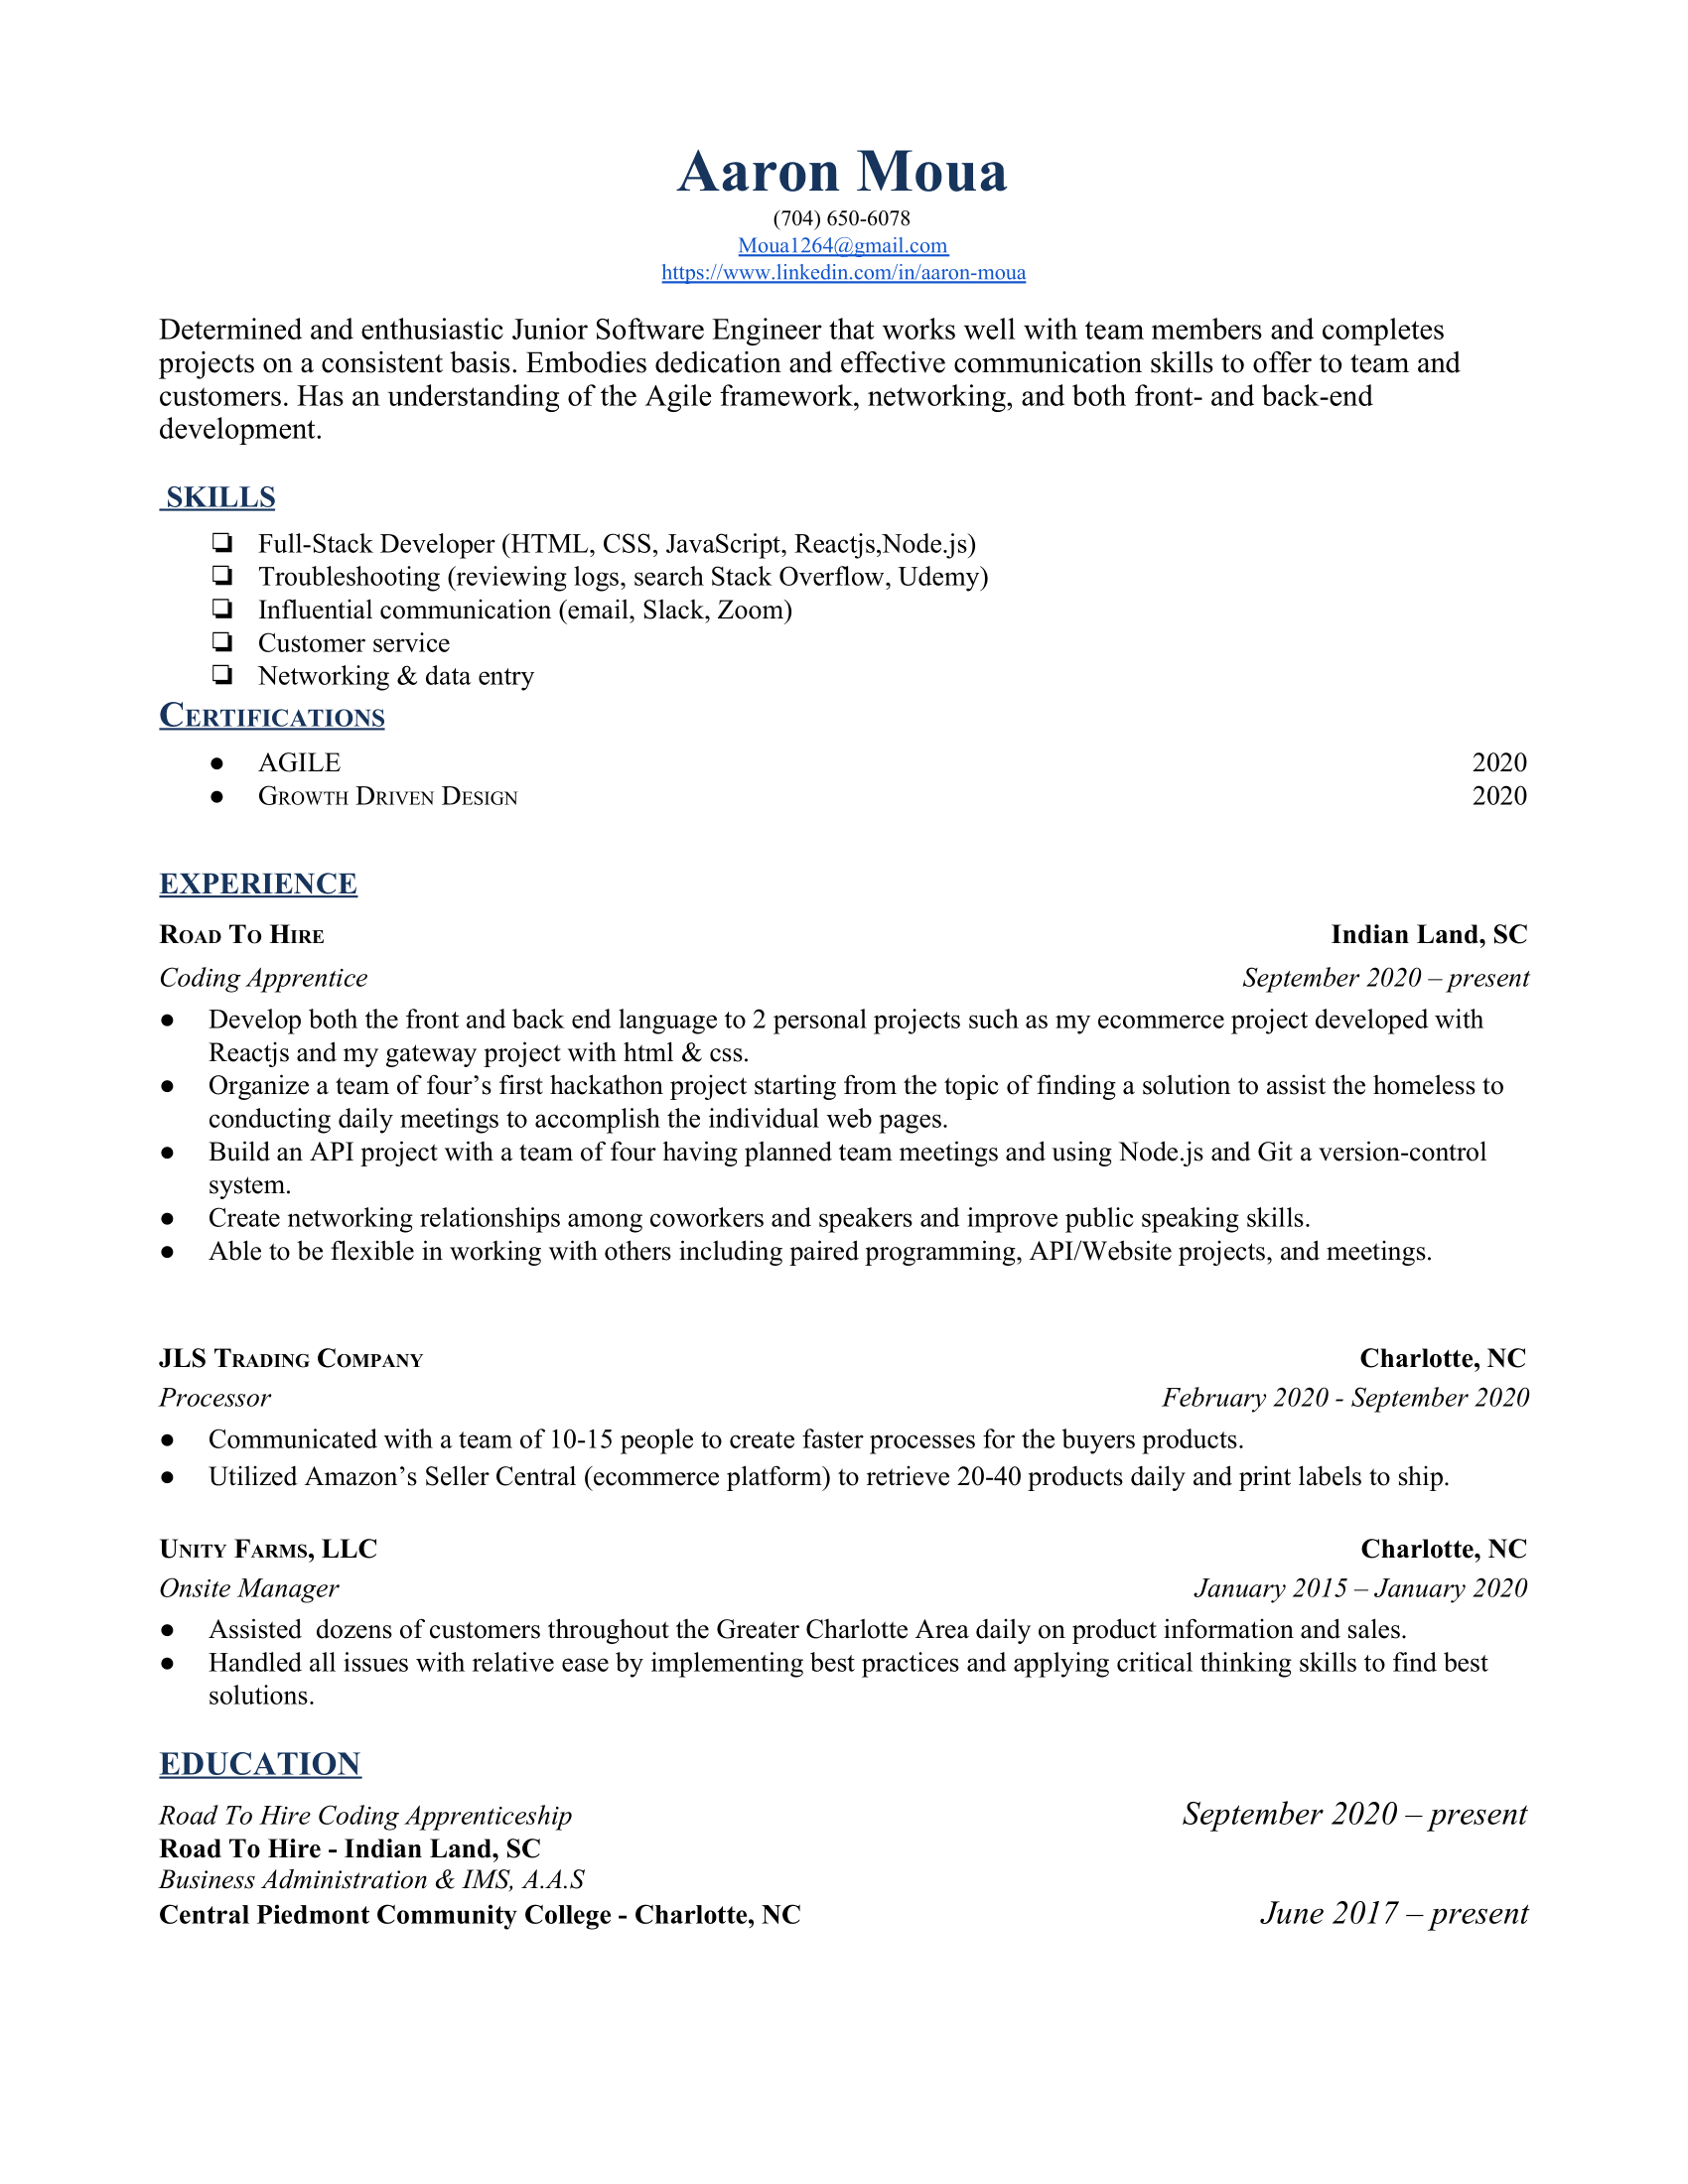 Aaron Moua
(704) 650-6078
Moua1264@gmail.com
https://www.linkedin.com/in/aaron-moua
Determined and enthusiastic Junior Software Engineer that works well with team members and completes
projects on a consistent basis. Embodies dedication and effective communication skills to offer to team and
customers. Has an understanding of the Agile framework, networking, and both front- and back-end
development.
SKILLS
❏ Full-Stack Developer (HTML, CSS, JavaScript, Reactjs,Node.js)
❏ Troubleshooting (reviewing logs, search Stack Overflow, Udemy)
❏ Influential communication (email, Slack, Zoom)
❏ Customer service
❏ Networking & data entry
Certifications
● AGILE 2020
● Growth Driven Design 2020
EXPERIENCE
Road To Hire Indian Land, SC
Coding Apprentice September 2020 – present
● Develop both the front and back end language to 2 personal projects such as my ecommerce project developed with
Reactjs and my gateway project with html & css.
● Organize a team of four’s first hackathon project starting from the topic of finding a solution to assist the homeless to
conducting daily meetings to accomplish the individual web pages.
● Build an API project with a team of four having planned team meetings and using Node.js and Git a version-control
system.
● Create networking relationships among coworkers and speakers and improve public speaking skills.
● Able to be flexible in working with others including paired programming, API/Website projects, and meetings.
JLS Trading Company Charlotte, NC
Processor February 2020 - September 2020
● Communicated with a team of 10-15 people to create faster processes for the buyers products.
● Utilized Amazon’s Seller Central (ecommerce platform) to retrieve 20-40 products daily and print labels to ship.
Unity Farms, LLC Charlotte, NC
Onsite Manager January 2015 – January 2020
● Assisted  dozens of customers throughout the Greater Charlotte Area daily on product information and sales.
● Handled all issues with relative ease by implementing best practices and applying critical thinking skills to find best
solutions.
EDUCATION
Road To Hire Coding Apprenticeship September 2020 – present
Road To Hire - Indian Land, SC
Business Administration & IMS, A.A.S
Central Piedmont Community College - Charlotte, NC June 2017 – present